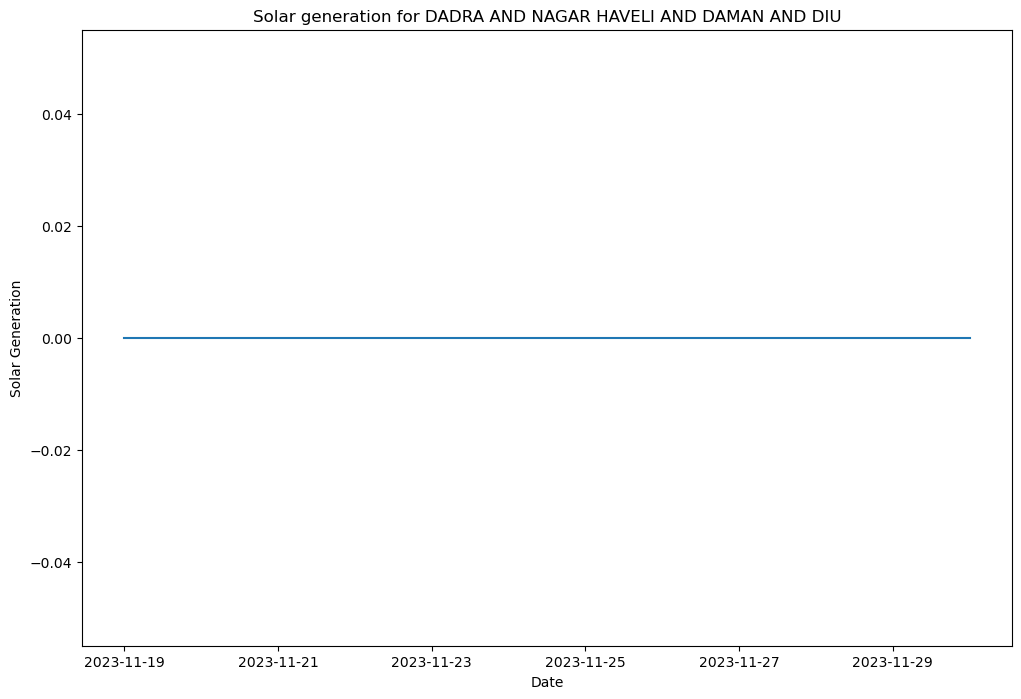 Solar generation for DADRA AND NAGAR HAVELI AND DAMAN AND DIU
0.04
0.02
0.00
−0.02
−0.04
Solar Generation
2023-11-19 2023-11-21 2023-11-23 2023-11-25 2023-11-27 2023-11-29
Date